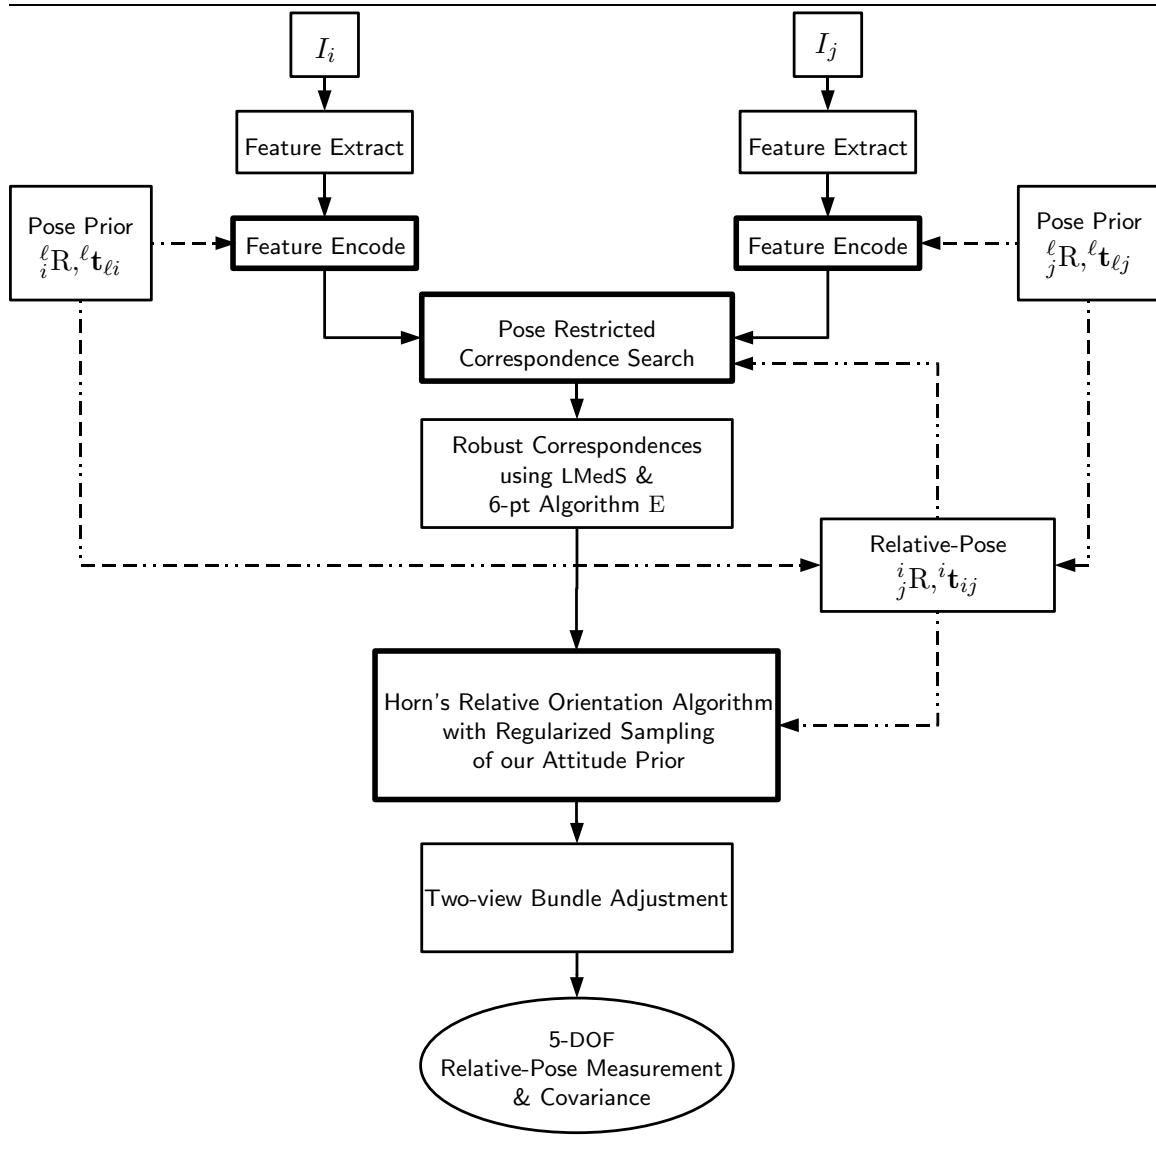 I_i
I_j
Feature Extract
Feature Extract
Pose Prior
^ℓ_iR, ^ℓt_ℓi
Feature Encode
Feature Encode
Pose Prior
^ℓ_jR, ^ℓt_ℓj
Pose Restricted
Correspondence Search
Robust Correspondences
using LMedS &
6-pt Algorithm E
Relative-Pose
^i_jR, ^it_ij
Horn's Relative Orientation Algorithm
with Regularized Sampling
of our Attitude Prior
Two-view Bundle Adjustment
5-DOF
Relative-Pose Measurement
& Covariance